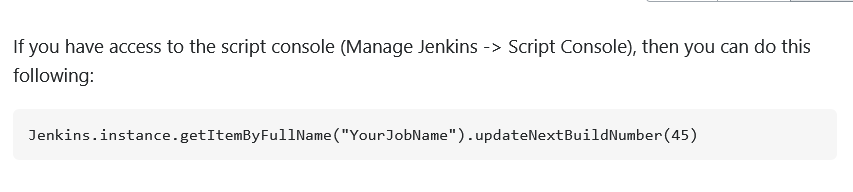 If you have access to the script console (Manage Jenkins -> Script Console), then you can do this
following:
Jenkins.instance.getItemByFullName("YourJobName").updateNextBuildNumber(45)